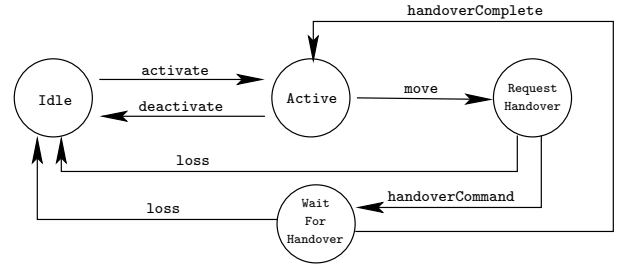 handoverComplete
activate
Idle
Active
move
Request
Handover
deactivate
loss
handoverCommand
loss
Wait
For
Handover